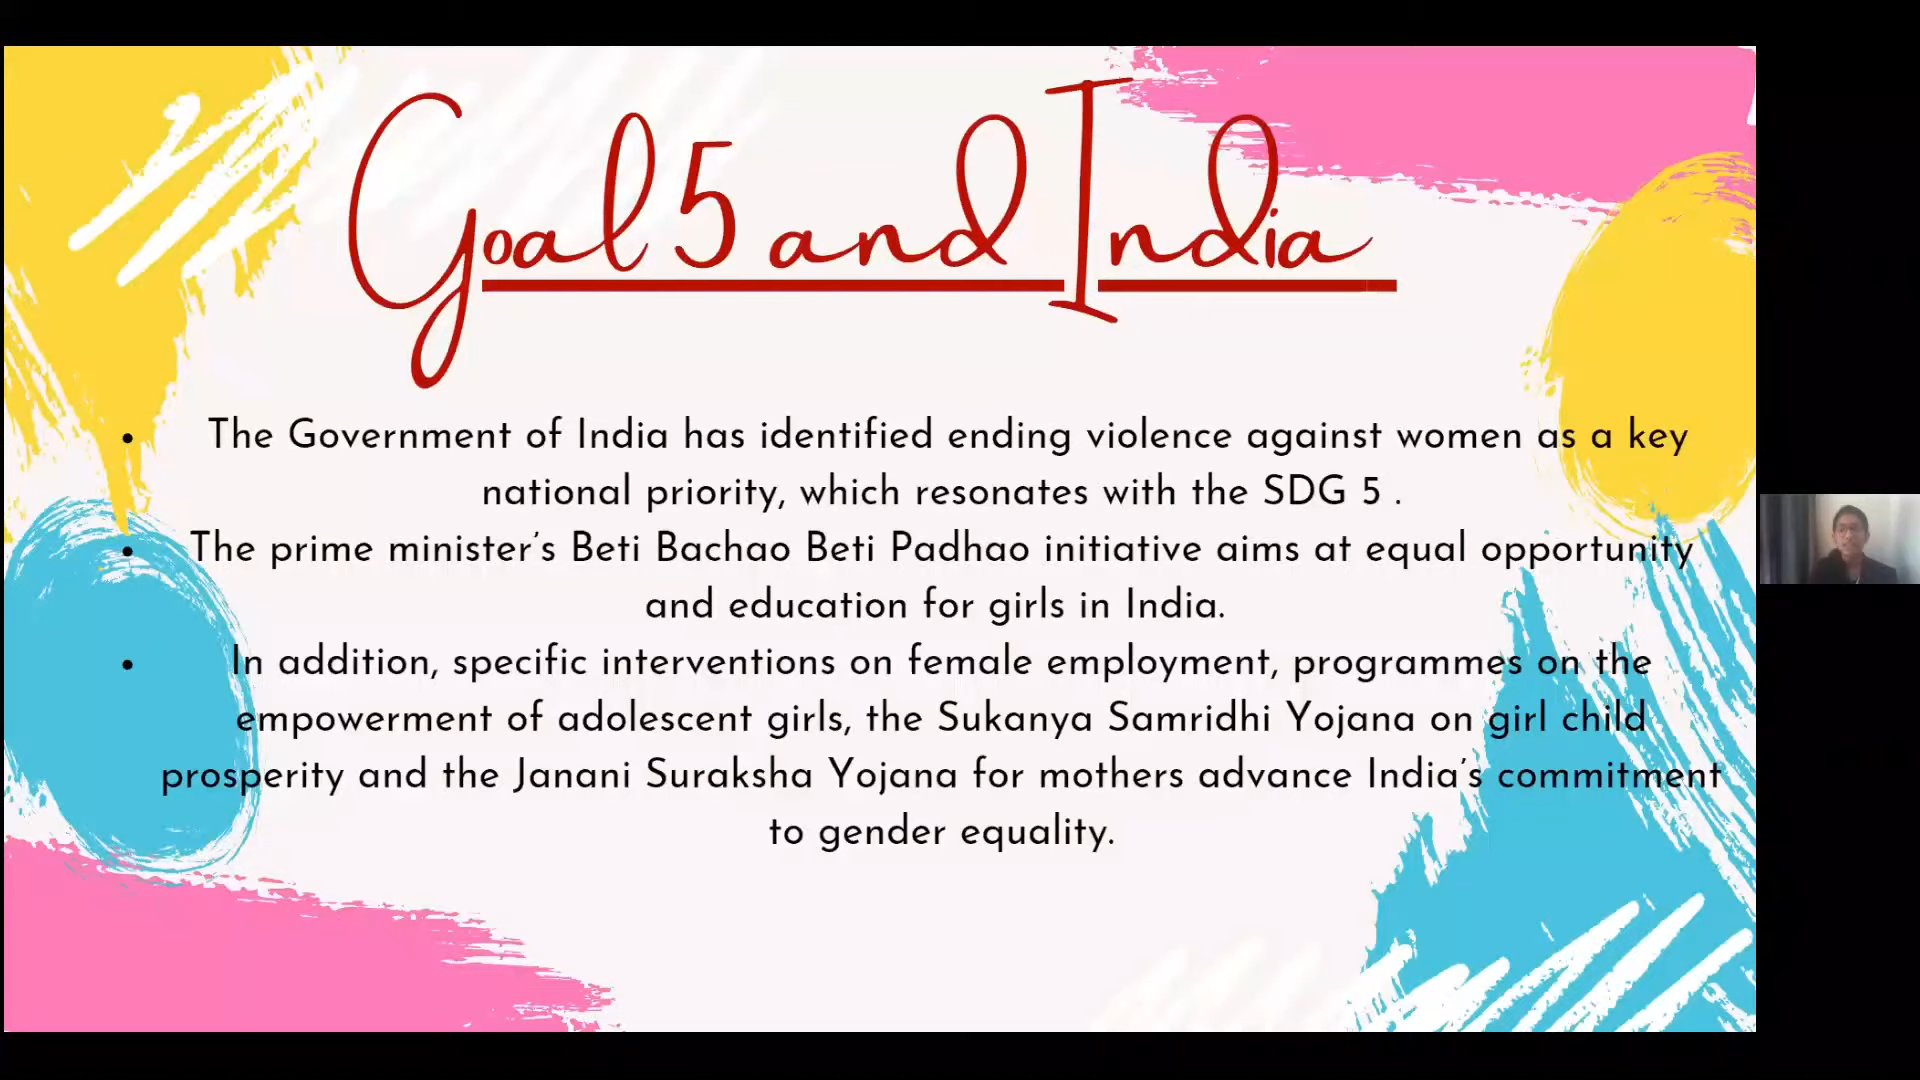 Goal 5 and India
• The Government of India has identified ending violence against women as a key
national priority, which resonates with the SDG 5 .
• The prime minister's Beti Bachao Beti Padhao initiative aims at equal opportunity
and education for girls in India.
• In addition, specific interventions on female employment, programmes on the
empowerment of adolescent girls, the Sukanya Samridhi Yojana on girl child
prosperity and the Janani Suraksha Yojana for mothers advance India's commitment
to gender equality.